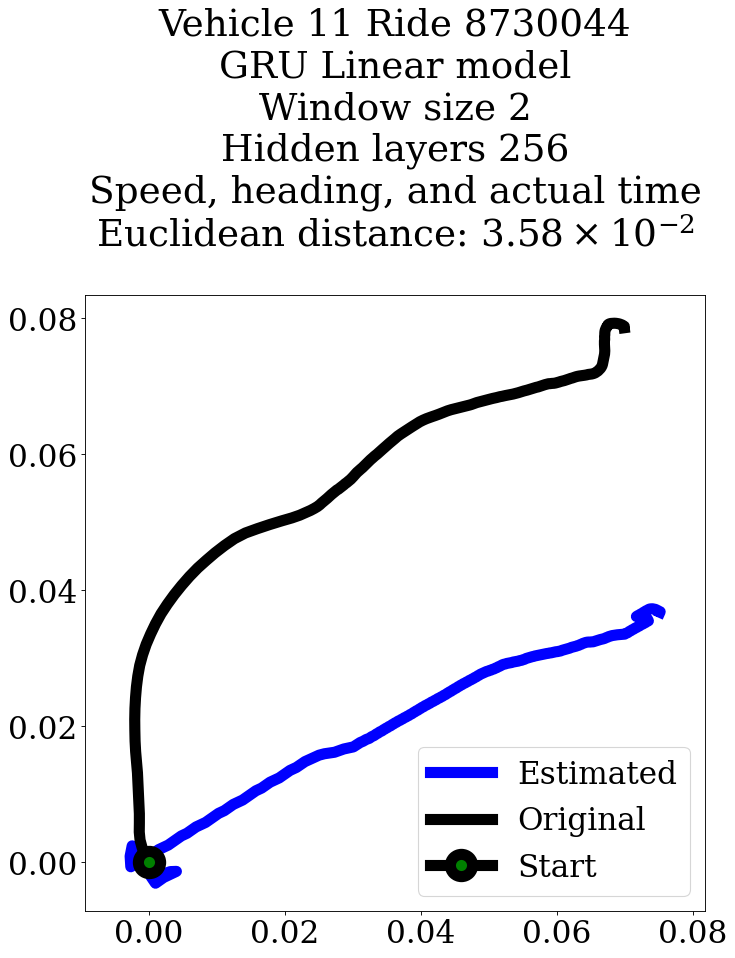 Vehicle 11 Ride 8730044
GRU Linear model
Window size 2
Hidden layers 256
Speed, heading, and actual time
Euclidean distance: 3.58 × 10⁻²
0.08
0.06
0.04
0.02
0.00
Estimated
Original
Start
0.00 0.02 0.04 0.06 0.08